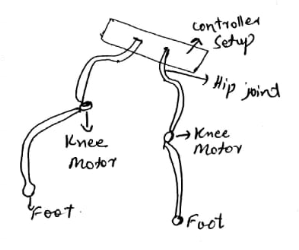 controller
setup
Hip joint
Knee
Motor
Knee
Motor
Foot
Foot